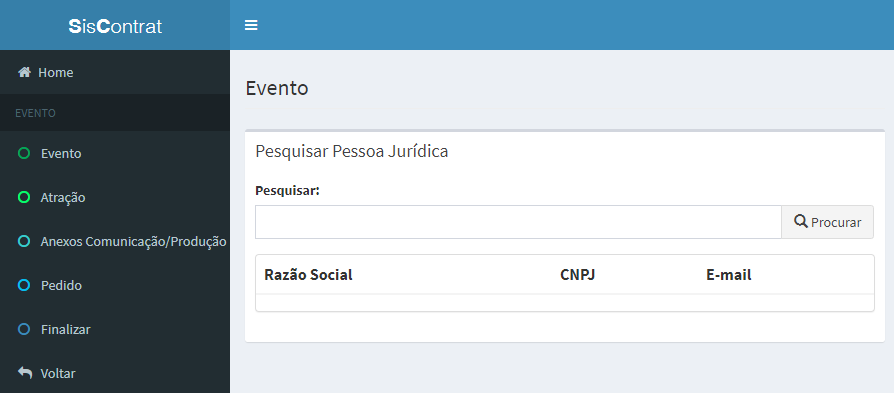 SisContrat
Home
EVENTO
Evento
Atração
Anexos Comunicação/Produção
Pedido
Finalizar
Voltar
Evento
Pesquisar Pessoa Jurídica
Pesquisar:
Procurar
Razão Social CNPJ E-mail